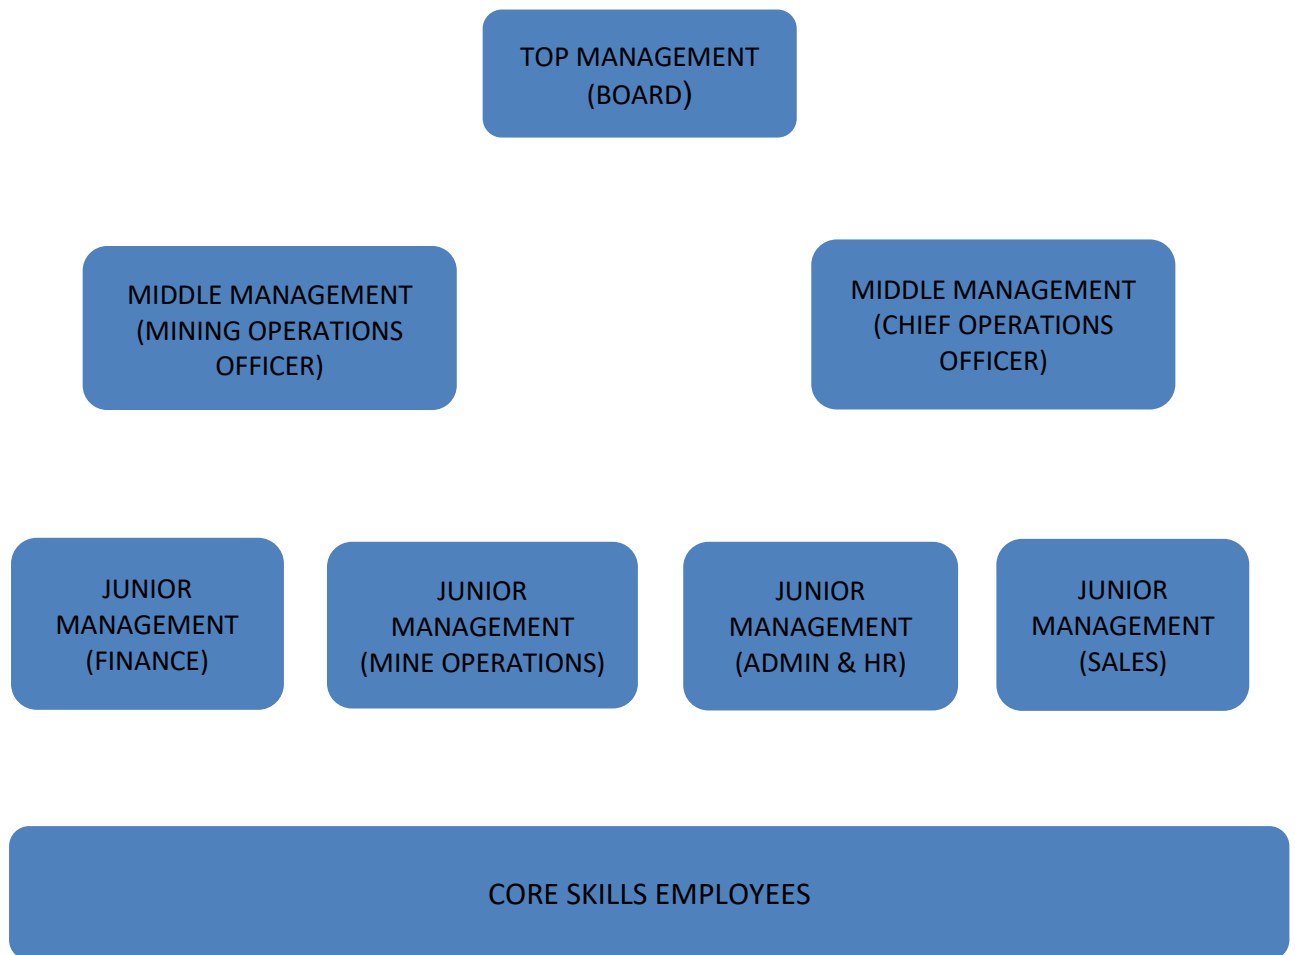 TOP MANAGEMENT
(BOARD)
MIDDLE MANAGEMENT
(MINING OPERATIONS
OFFICER)
MIDDLE MANAGEMENT
(CHIEF OPERATIONS
OFFICER)
JUNIOR
MANAGEMENT
(FINANCE)
JUNIOR
MANAGEMENT
(MINE OPERATIONS)
JUNIOR
MANAGEMENT
(ADMIN & HR)
JUNIOR
MANAGEMENT
(SALES)
CORE SKILLS EMPLOYEES